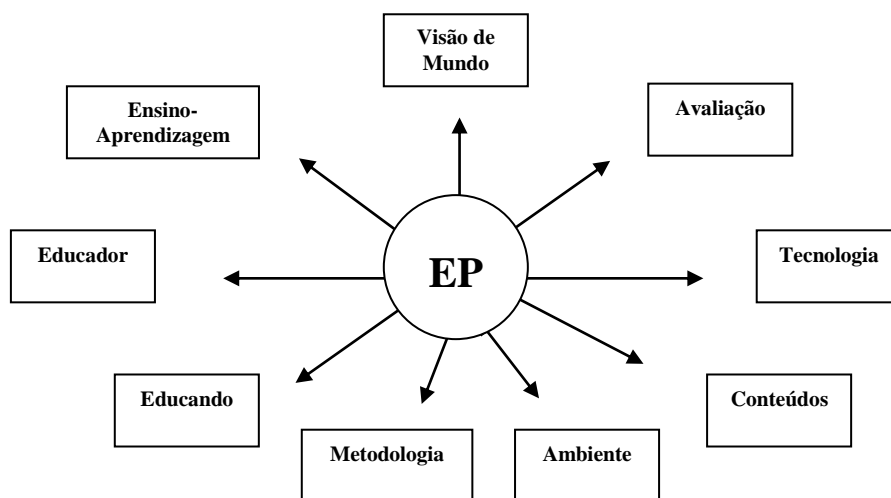 Visão de
Mundo
Ensino-
Aprendizagem
Avaliação
Educador
EP
Tecnologia
Educando
Conteúdos
Metodologia
Ambiente